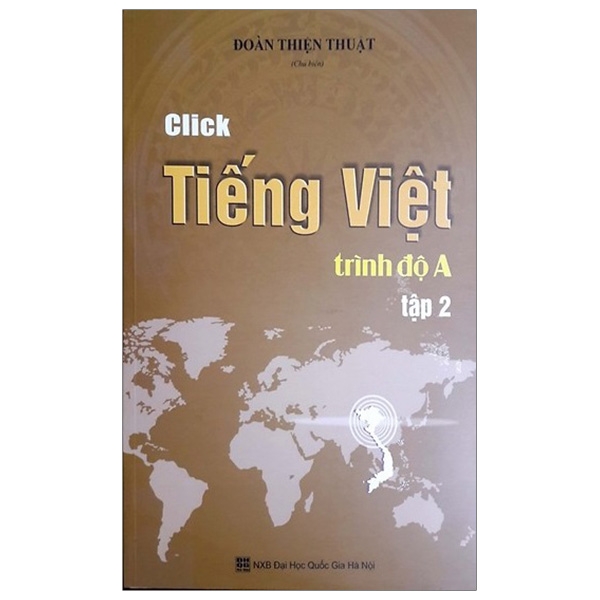 ĐOÀN THIỆN THUẬT
(Chủ biên)
Click
Tiếng Việt
trình độ A
tập 2
NXB Đại Học Quốc Gia Hà Nội